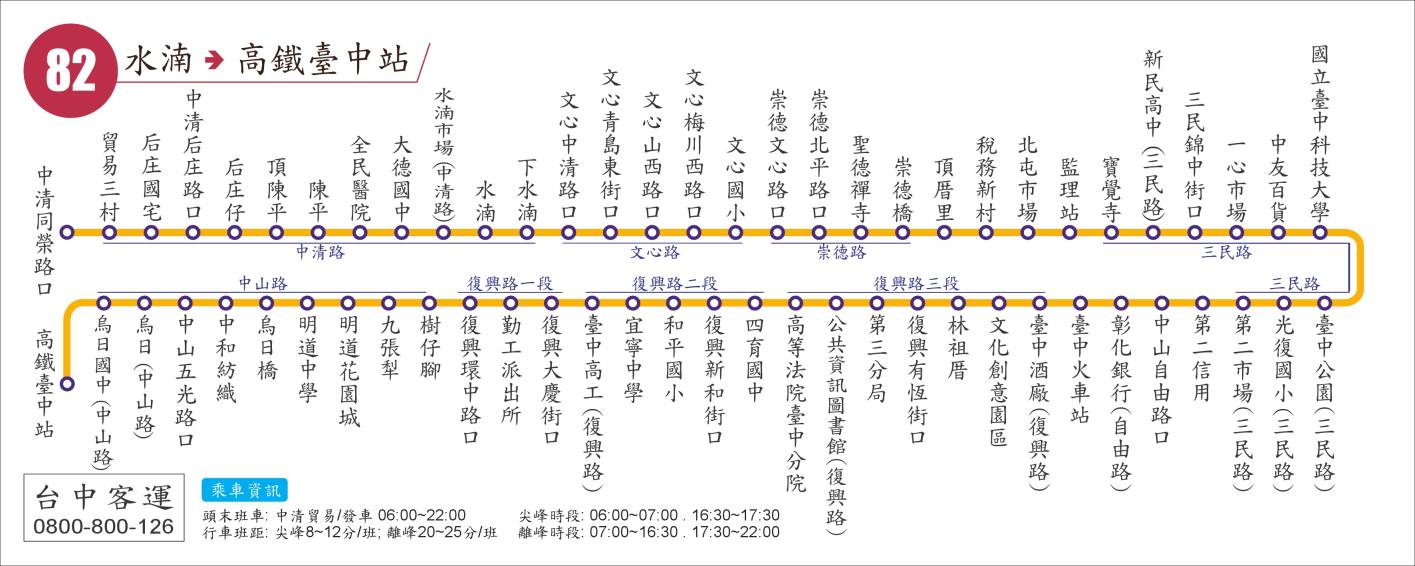 82 水湳 → 高鐵臺中站
中清同榮路口
貿易三村
后庄國宅
中清后庄路口
后庄仔
頂陳平
陳平
全民醫院
大德國中
水湳市場(中清路)
水湳
下水湳
文心中清路口
文心青島東街口
文心山西路口
文心梅川西路口
文心國小
崇德文心路口
崇德北平路口
聖德禪寺
崇德橋
頂厝里
稅務新村
北屯市場
監理站
寶覺寺
新民高中(三民路)
三民錦中街口
一心市場
中友百貨
國立臺中科技大學
中清路
文心路
崇德路
三民路
中山路
復興路一段
復興路二段
復興路三段
三民路
高鐵臺中站
烏日國中(中山路)
烏日(中山路)
中山五光路口
中和紡織
烏日橋
明道中學
明道花園城
九張犁
樹仔腳
復興環中路口
勤工派出所
復興大慶街口
臺中高工(復興路)
宜寧中學
和平國小
復興新和街口
四育國中
高等法院臺中分院
公共資訊圖書館(復興路)
第三分局
復興有恆街口
林祖厝
文化創意園區
臺中酒廠(復興路)
臺中火車站
彰化銀行(自由路)
中山自由路口
第二信用
第二市場(三民路)
光復國小(三民路)
臺中公園(三民路)
台中客運
0800-800-126
乘車資訊
頭末班車: 中清貿易/發車 06:00~22:00 尖峰時段: 06:00~07:00 . 16:30~17:30
行車班距: 尖峰8~12分/班; 離峰20~25分/班 離峰時段: 07:00~16:30 . 17:30~22:00